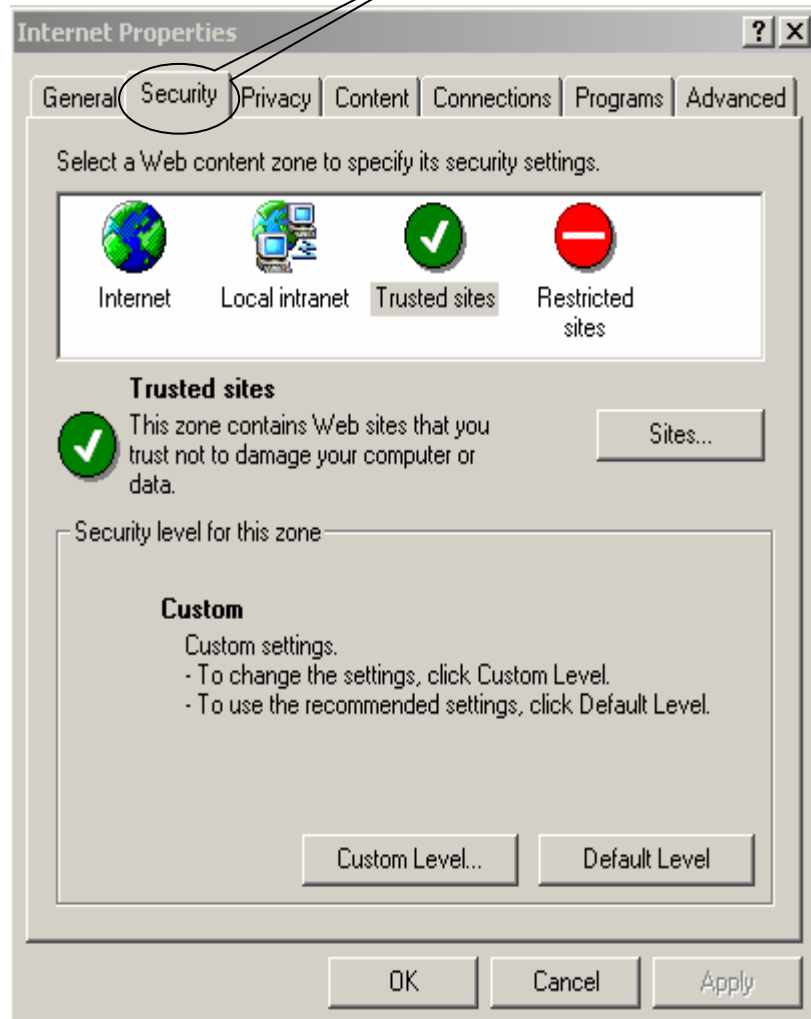 Internet Properties
General Security Privacy Content Connections Programs Advanced
Select a Web content zone to specify its security settings.
Internet Local intranet Trusted sites Restricted
sites
Trusted sites
This zone contains Web sites that you
trust not to damage your computer or
data.
Sites...
Security level for this zone
Custom
Custom settings.
- To change the settings, click Custom Level.
- To use the recommended settings, click Default Level.
Custom Level... Default Level
OK Cancel Apply